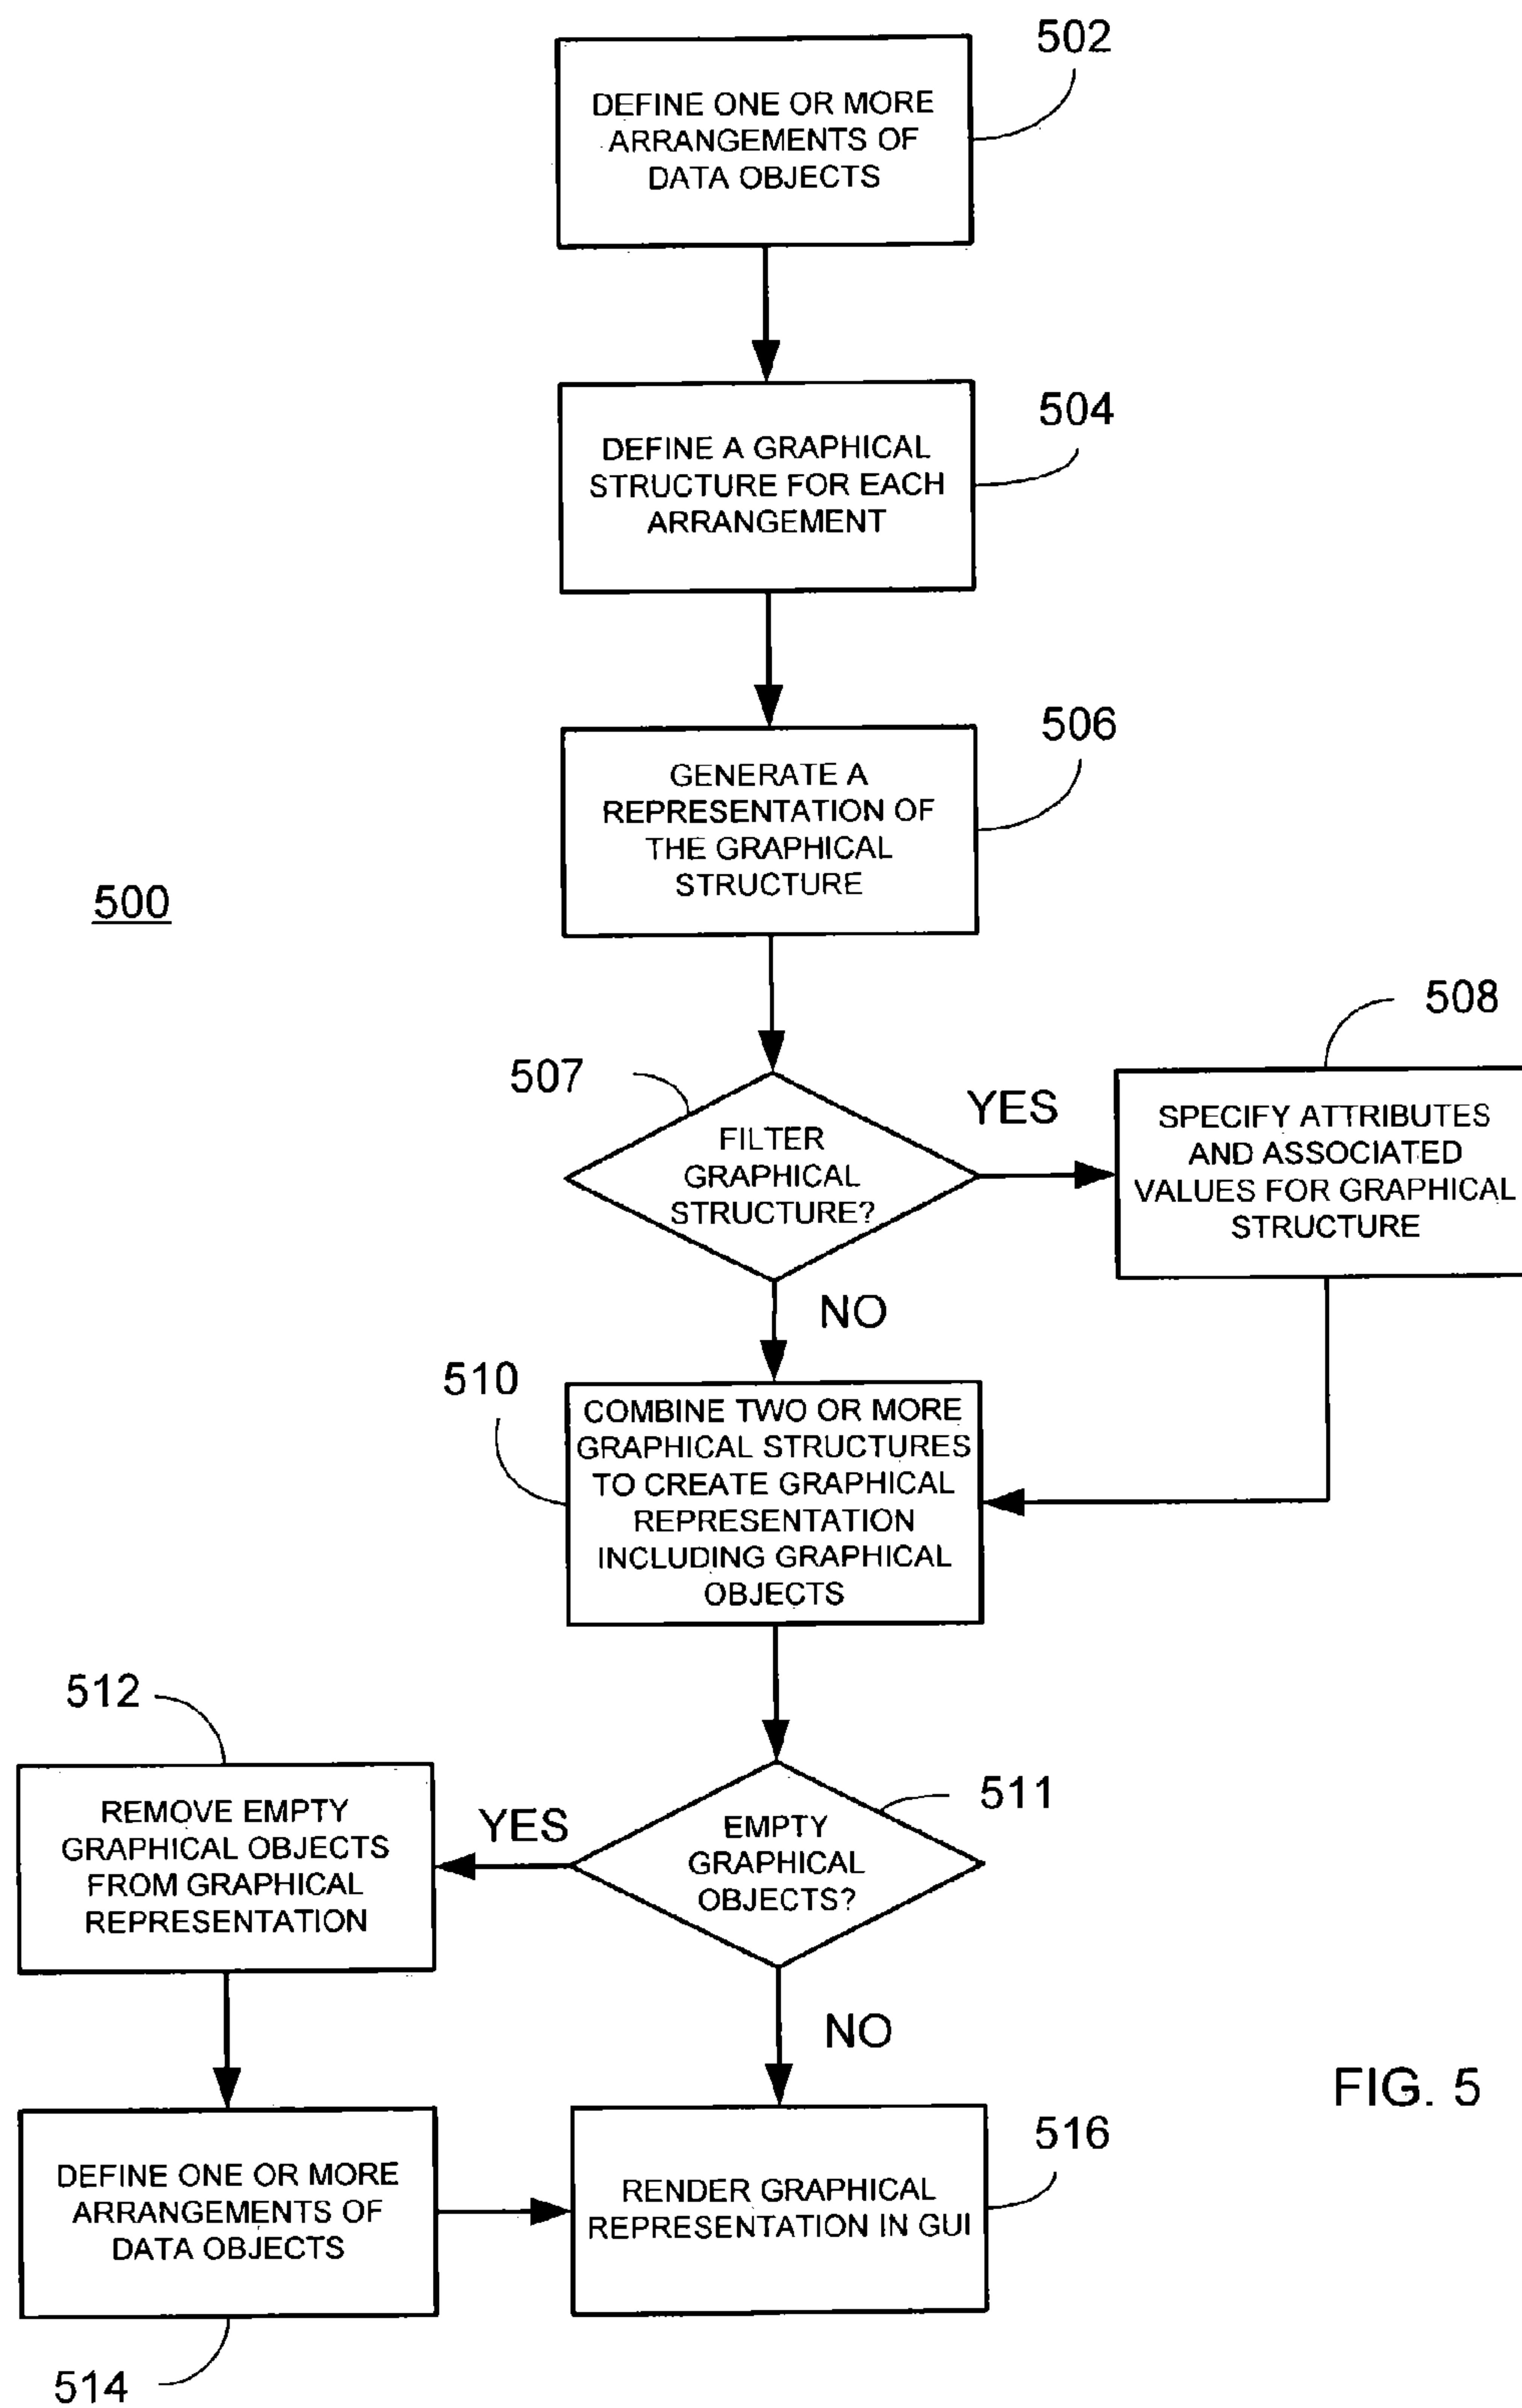 502
DEFINE ONE OR MORE
ARRANGEMENTS OF
DATA OBJECTS
504
DEFINE A GRAPHICAL
STRUCTURE FOR EACH
ARRANGEMENT
506
GENERATE A
REPRESENTATION OF
THE GRAPHICAL
STRUCTURE
500
507
FILTER
GRAPHICAL
STRUCTURE?
YES
508
SPECIFY ATTRIBUTES
AND ASSOCIATED
VALUES FOR GRAPHICAL
STRUCTURE
NO
510
COMBINE TWO OR MORE
GRAPHICAL STRUCTURES
TO CREATE GRAPHICAL
REPRESENTATION
INCLUDING GRAPHICAL
OBJECTS
511
EMPTY
GRAPHICAL
OBJECTS?
YES
512
REMOVE EMPTY
GRAPHICAL OBJECTS
FROM GRAPHICAL
REPRESENTATION
NO
514
DEFINE ONE OR MORE
ARRANGEMENTS OF
DATA OBJECTS
516
RENDER GRAPHICAL
REPRESENTATION IN GUI
FIG. 5